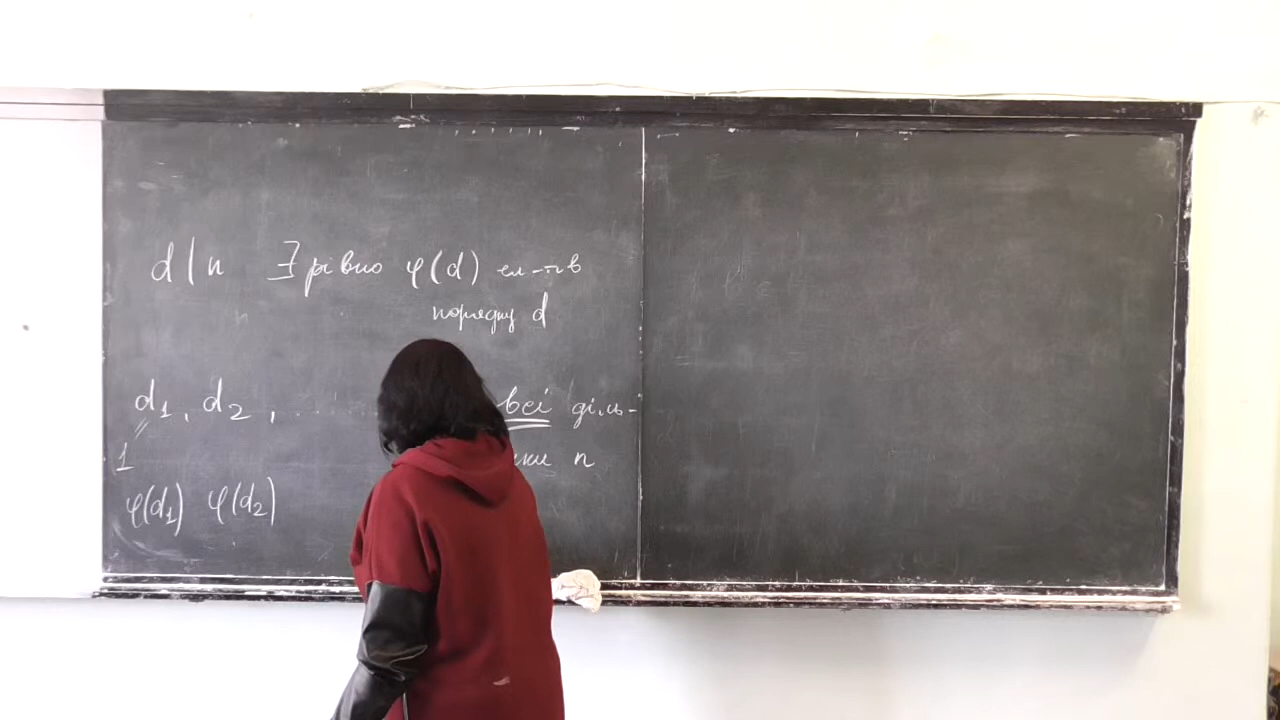 d | n ∃ рівно φ(d) ел-тів
порядку d
d₁, d₂, ....... всі діль-
ники n
1
φ(d₁) φ(d₂)